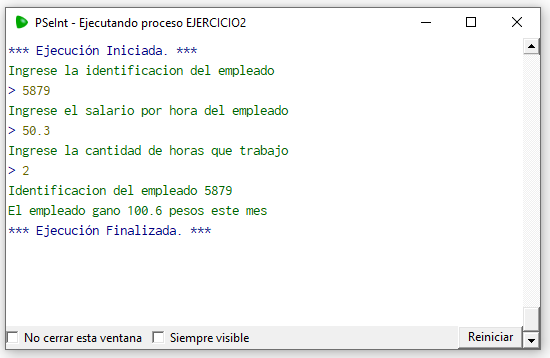 PSeInt - Ejecutando proceso EJERCICIO2
*** Ejecución Iniciada. ***
Ingrese la identificacion del empleado
> 5879
Ingrese el salario por hora del empleado
> 50.3
Ingrese la cantidad de horas que trabajo
> 2
Identificacion del empleado 5879
El empleado gano 100.6 pesos este mes
*** Ejecución Finalizada. ***
No cerrar esta ventana Siempre visible Reiniciar